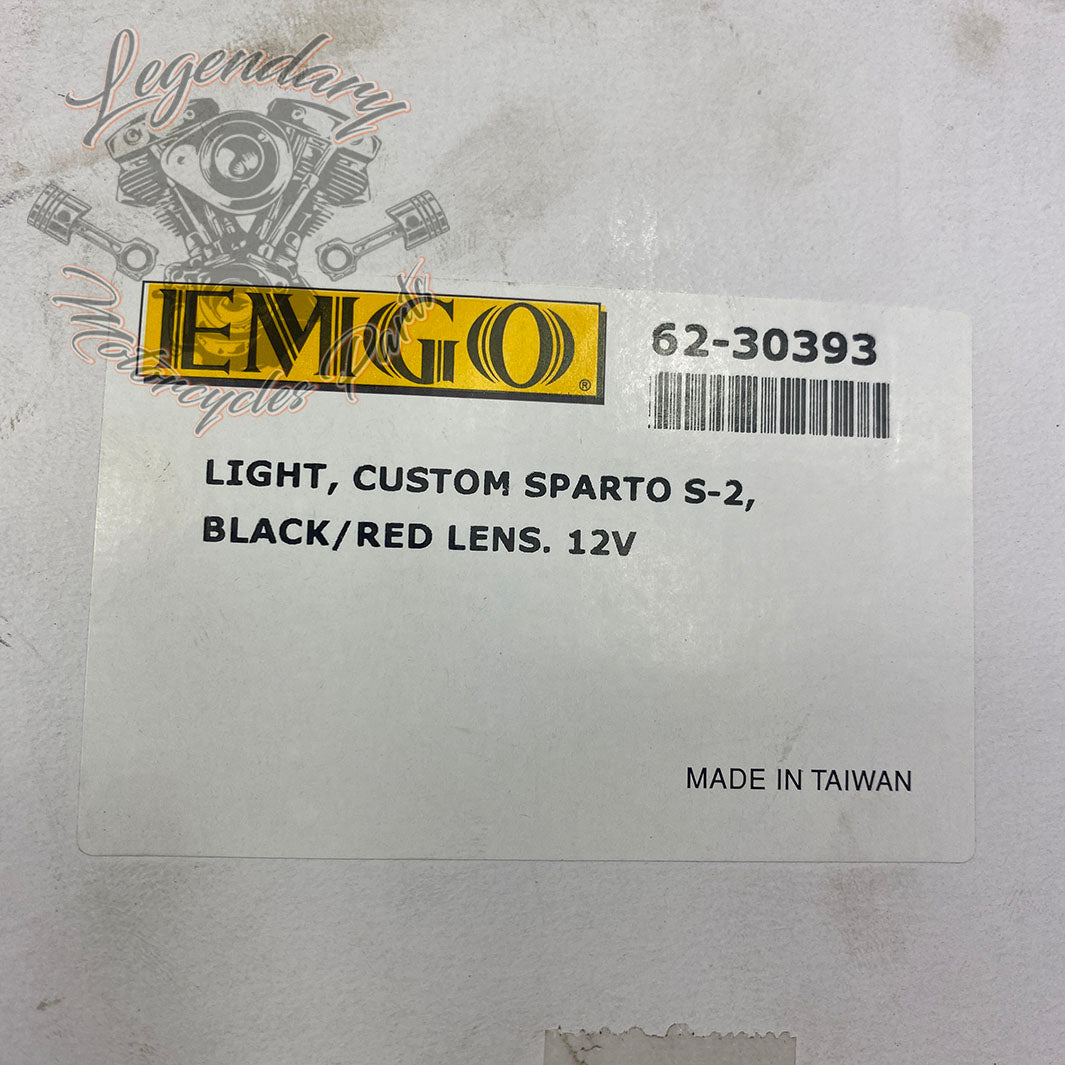 Legendary
Motorcycles Parts
EMGO®
62-30393
LIGHT, CUSTOM SPARTO S-2,
BLACK/RED LENS. 12V
MADE IN TAIWAN